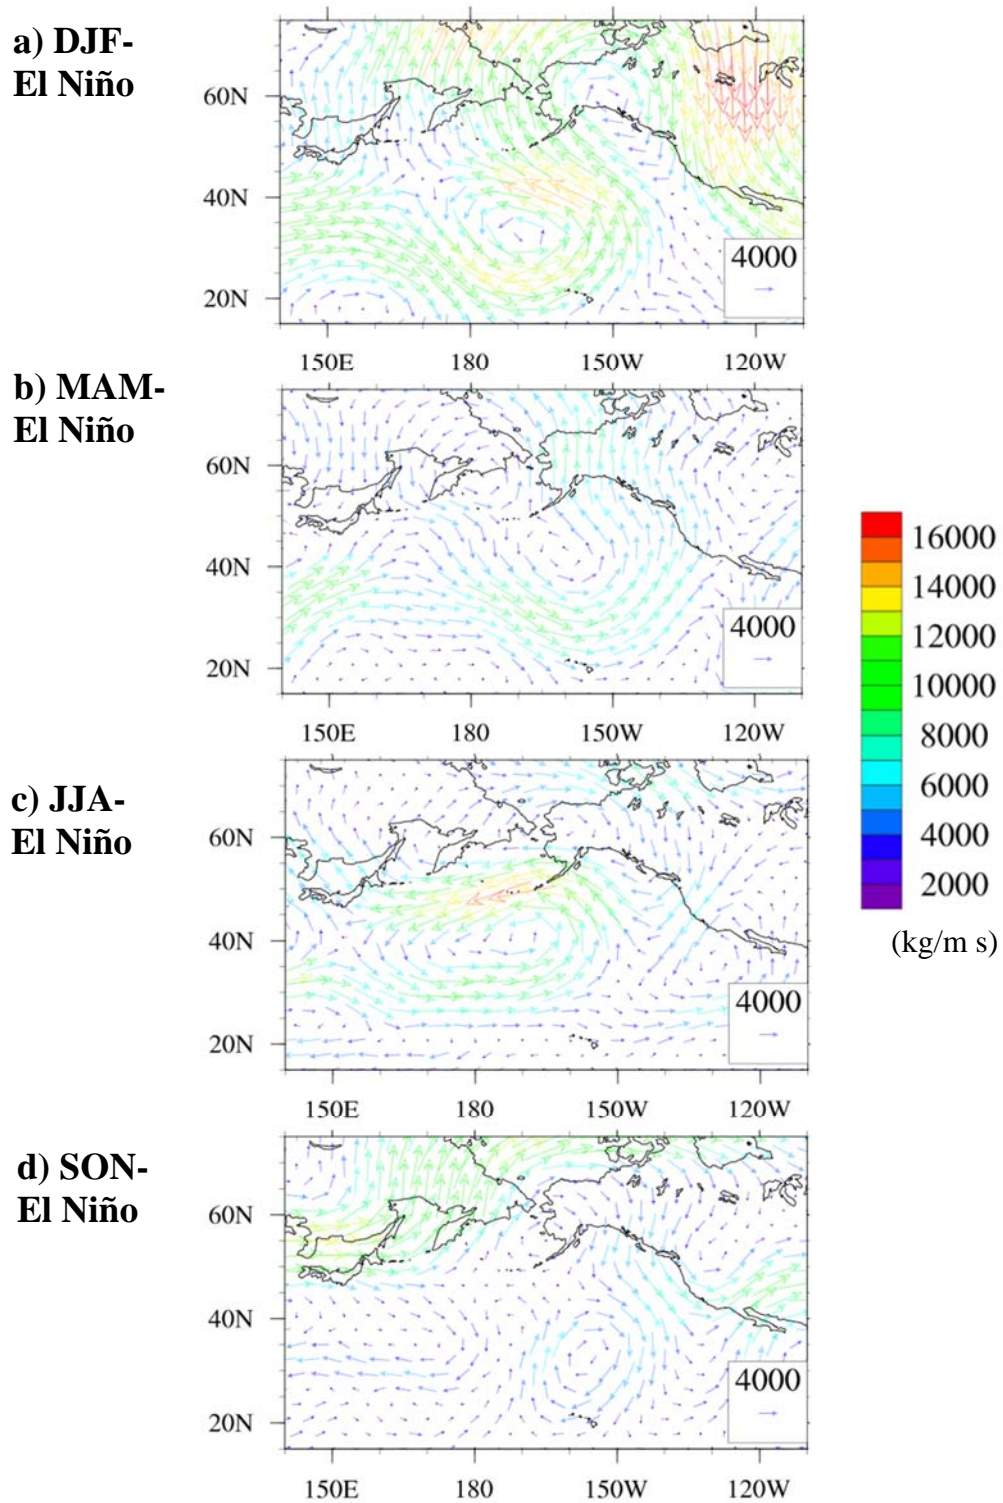 a) DJF-
El Niño
60N
40N
20N
4000
150E 180 150W 120W
b) MAM-
El Niño
60N
40N
20N
4000
150E 180 150W 120W
c) JJA-
El Niño
60N
40N
20N
4000
150E 180 150W 120W
d) SON-
El Niño
60N
40N
20N
4000
150E 180 150W 120W
16000
14000
12000
10000
8000
6000
4000
2000
(kg/m s)